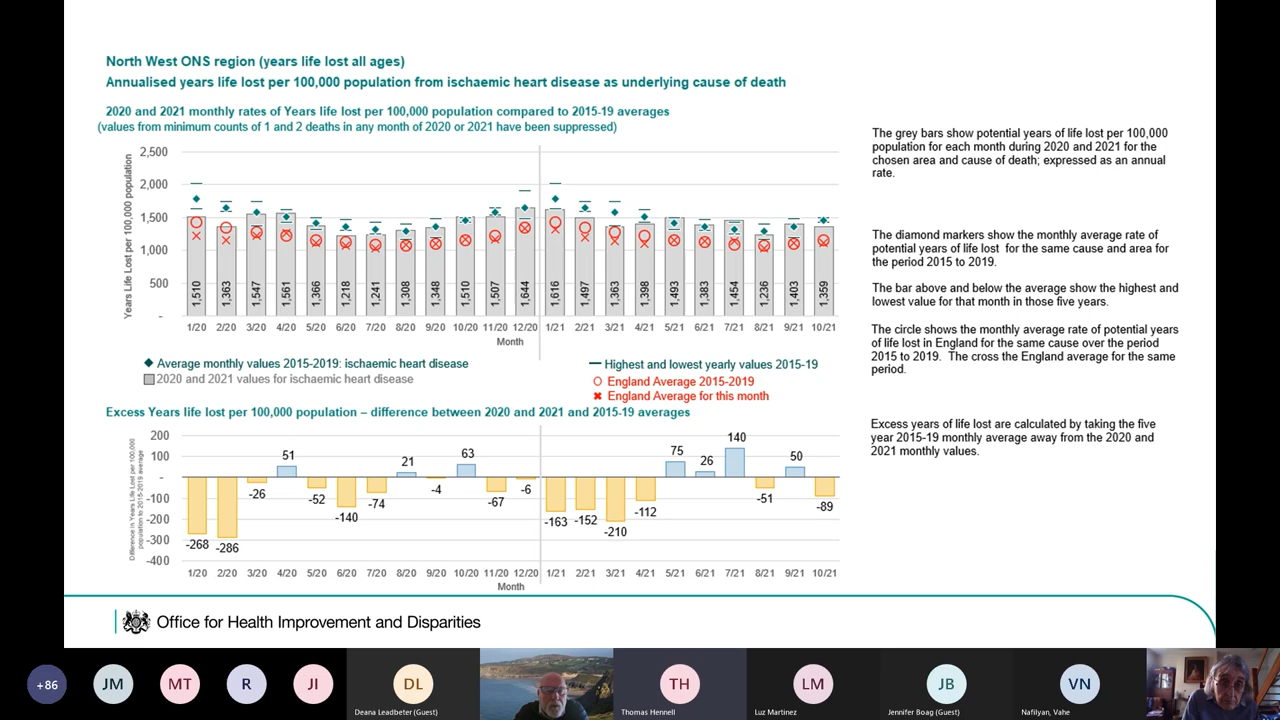 North West ONS region (years life lost all ages)
Annualised years life lost per 100,000 population from ischaemic heart disease as underlying cause of death
2020 and 2021 monthly rates of Years life lost per 100,000 population compared to 2015-19 averages
(values from minimum counts of 1 and 2 deaths in any month of 2020 or 2021 have been suppressed)
Years Life Lost per 100,000 population
2,500
2,000
1,500
1,000
500
-
1,510 1,363 1,547 1,561 1,366 1,218 1,241 1,308 1,348 1,510 1,507 1,644 1,616 1,497 1,363 1,398 1,493 1,383 1,454 1,236 1,403 1,359
1/20 2/20 3/20 4/20 5/20 6/20 7/20 8/20 9/20 10/20 11/20 12/20 1/21 2/21 3/21 4/21 5/21 6/21 7/21 8/21 9/21 10/21
Month
Average monthly values 2015-2019: ischaemic heart disease
2020 and 2021 values for ischaemic heart disease
Highest and lowest yearly values 2015-19
England Average 2015-2019
England Average for this month
Excess Years life lost per 100,000 population – difference between 2020 and 2021 and 2015-19 averages
Difference in Years Life Lost per 100,000
population to 2015-2019 average
200
100
-
-100
-200
-300
-400
-268 -286 -26 51 -52 -140 -74 21 -4 63 -67 -6 -163 -152 -210 -112 75 26 140 -51 50 -89
1/20 2/20 3/20 4/20 5/20 6/20 7/20 8/20 9/20 10/20 11/20 12/20 1/21 2/21 3/21 4/21 5/21 6/21 7/21 8/21 9/21 10/21
Month
The grey bars show potential years of life lost per 100,000
population for each month during 2020 and 2021 for the
chosen area and cause of death; expressed as an annual
rate.
The diamond markers show the monthly average rate of
potential years of life lost for the same cause and area for
the period 2015 to 2019.
The bar above and below the average show the highest and
lowest value for that month in those five years.
The circle shows the monthly average rate of potential years
of life lost in England for the same cause over the period
2015 to 2019. The cross the England average for the same
period.
Excess years of life lost are calculated by taking the five
year 2015-19 monthly average away from the 2020 and
2021 monthly values.
Office for Health Improvement and Disparities
+86
JM
MT
R
JI
DL
Deana Leadbeter (Guest)
TH
Thomas Hennell
LM
Luz Martinez
JB
Jennifer Boag (Guest)
VN
Nafilyan, Vahe